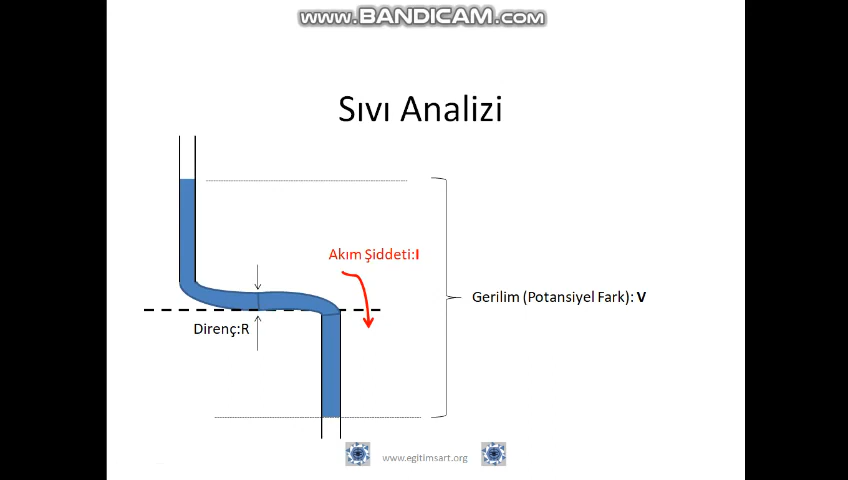 www.BANDICAM.com
Sıvı Analizi
Akım Şiddeti:I
Gerilim (Potansiyel Fark): V
Direnç:R
www.egitimsart.org